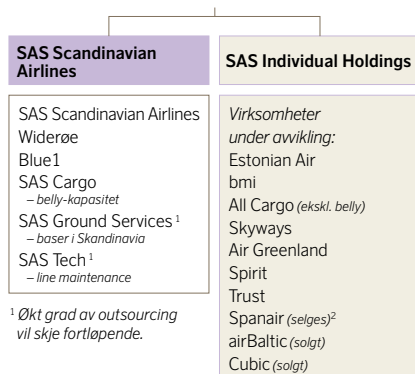 SAS Scandinavian
Airlines
SAS Scandinavian Airlines
Widerøe
Blue1
SAS Cargo
– belly-kapasitet
SAS Ground Services ¹
– baser i Skandinavia
SAS Tech ¹
– line maintenance
¹ Økt grad av outsourcing
vil skje fortløpende.
SAS Individual Holdings
Virksomheter
under avvikling:
Estonian Air
bmi
All Cargo (ekskl. belly)
Skyways
Air Greenland
Spirit
Trust
Spanair (selges)²
airBaltic (solgt)
Cubic (solgt)